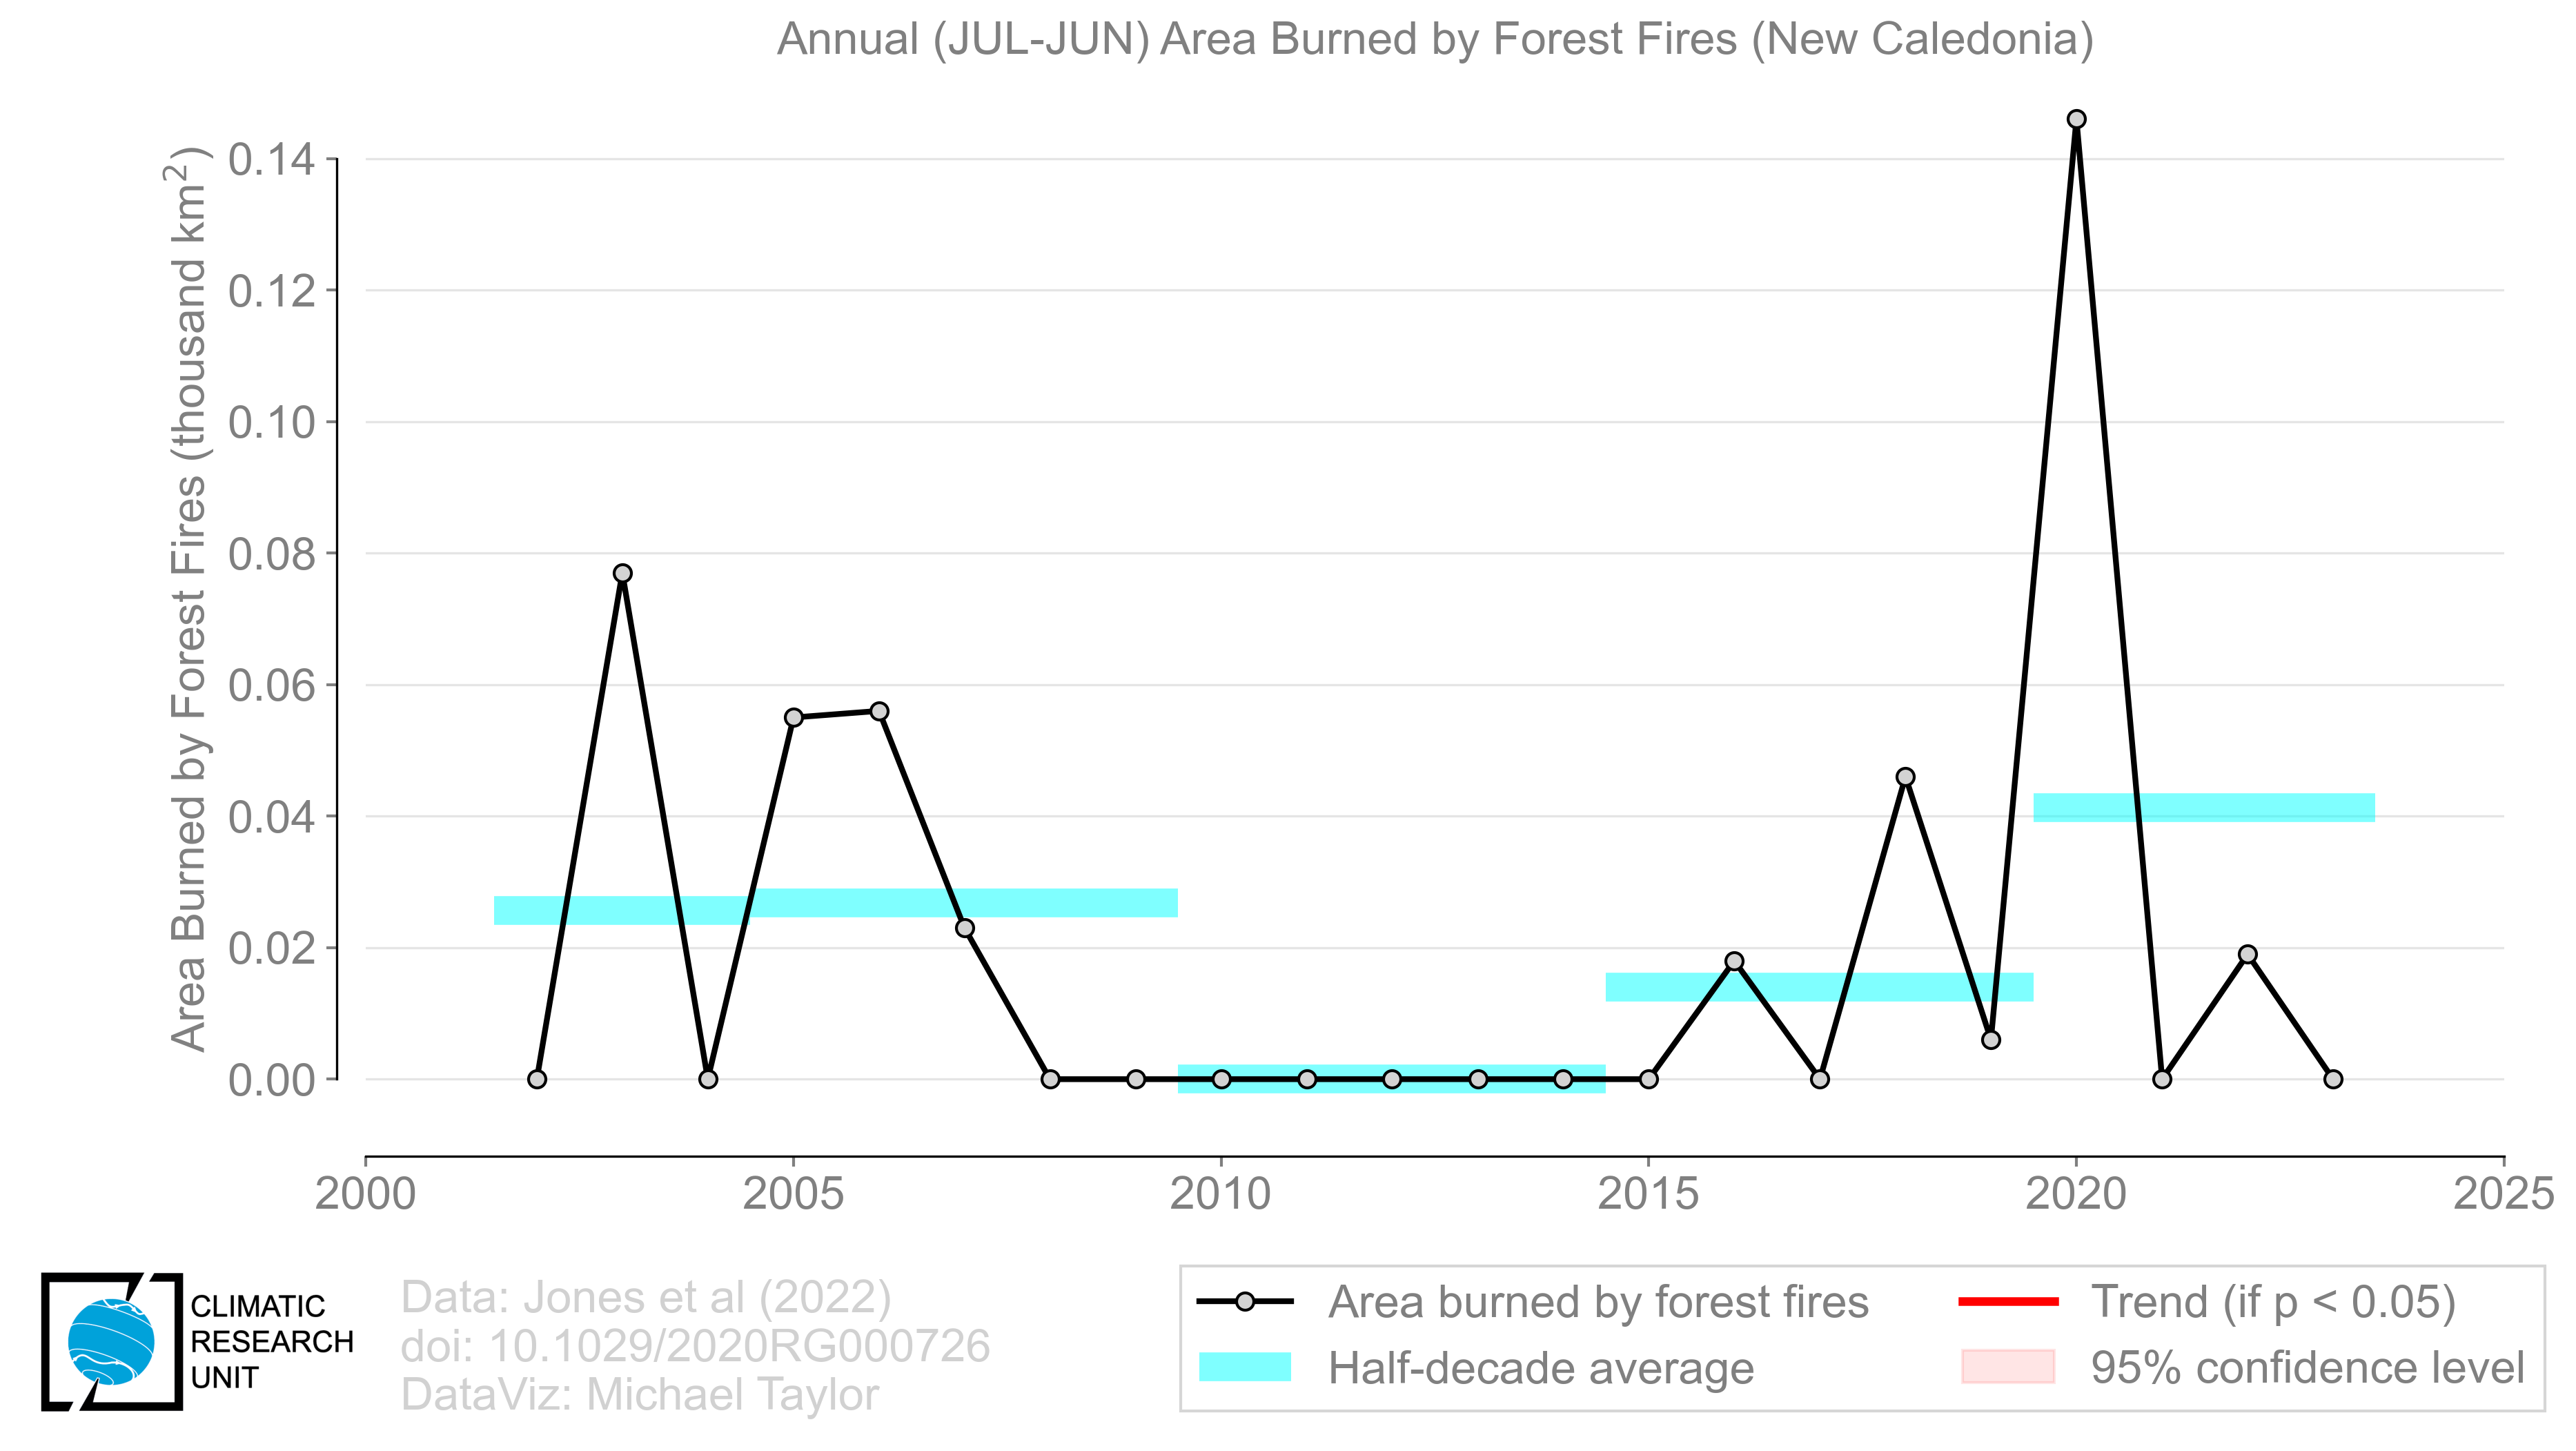 Annual (JUL-JUN) Area Burned by Forest Fires (New Caledonia)
Area Burned by Forest Fires (thousand km²)
0.14
0.12
0.10
0.08
0.06
0.04
0.02
0.00
2000 2005 2010 2015 2020 2025
CLIMATIC
RESEARCH
UNIT
Data: Jones et al (2022)
doi: 10.1029/2020RG000726
DataViz: Michael Taylor
Area burned by forest fires
Half-decade average
Trend (if p < 0.05)
95% confidence level